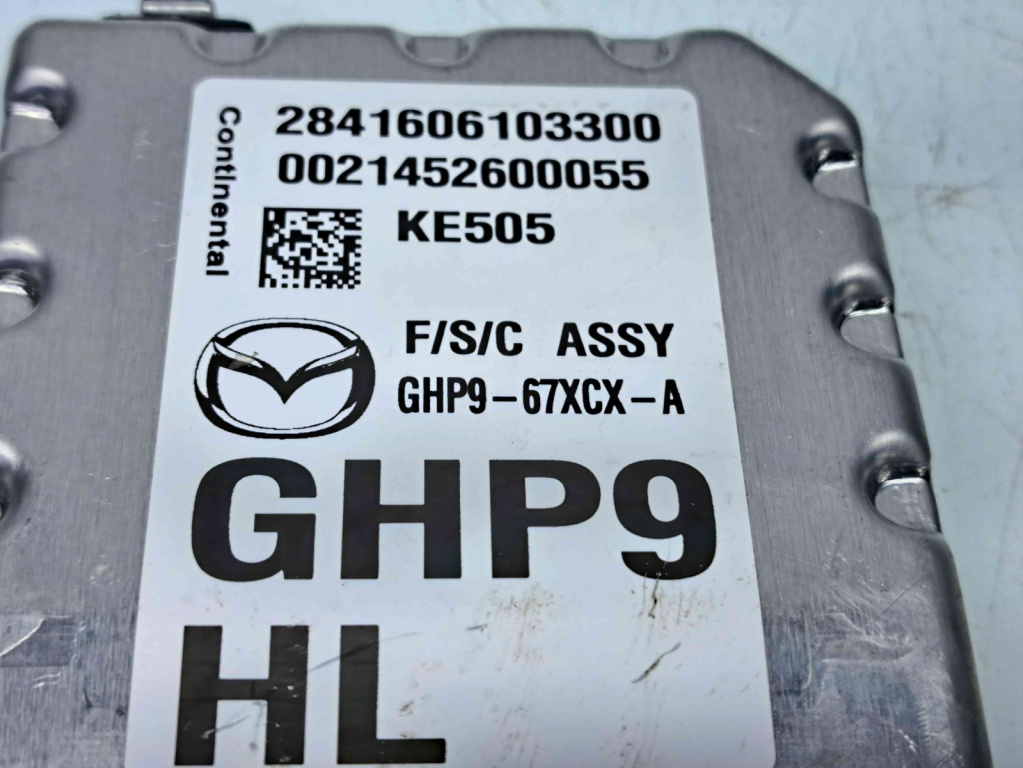 Continental
2841606103300
0021452600055
KE505
F/S/C ASSY
GHP9-67XCX-A
GHP9
HL